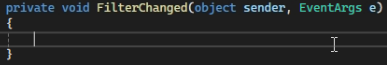 private void FilterChanged(object sender, EventArgs e)
{
}